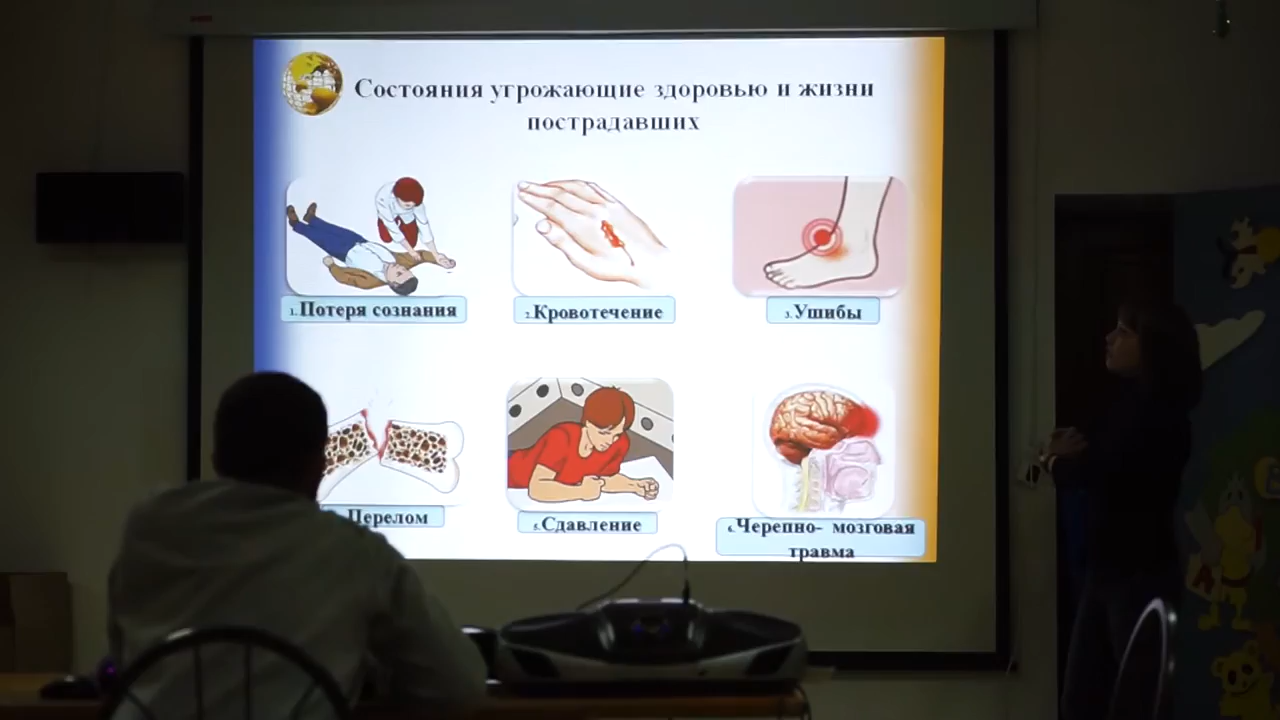 Состояния угрожающие здоровью и жизни
пострадавших
1.Потеря сознания
2.Кровотечение
3.Ушибы
Перелом
5.Сдавление
6.Черепно- мозговая
травма